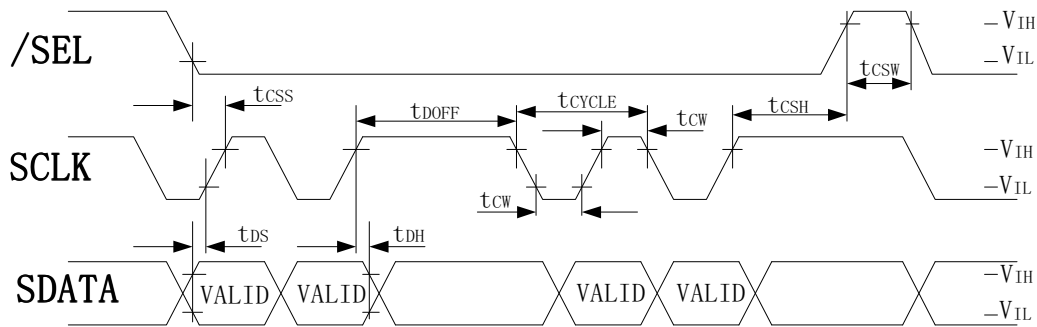 /SEL
–VIH
–VIL
tCSW
tCSS
tDOFF
tCYCLE
tCW
tCSH
SCLK
–VIH
–VIL
tCW
tDS
tDH
SDATA
VALID
VALID
VALID
VALID
–VIH
–VIL